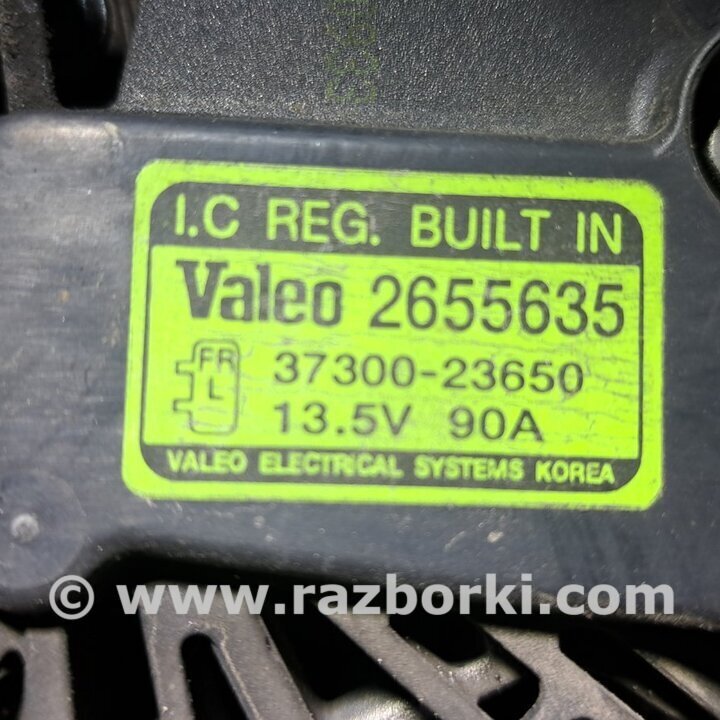 I.C REG. BUILT IN
Valeo 2655635
FR 37300-23650
L 13.5V 90A
VALEO ELECTRICAL SYSTEMS KOREA
© www.razborki.com